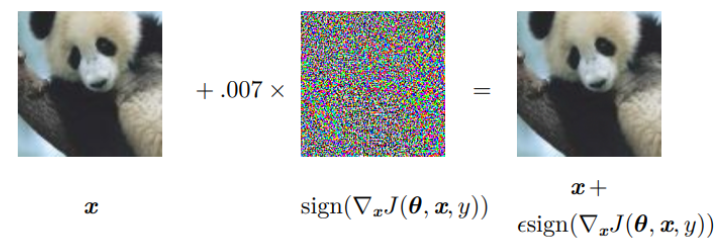 + .007 ×
=
x
sign(∇ₓJ(θ, x, y))
x +
ϵsign(∇ₓJ(θ, x, y))